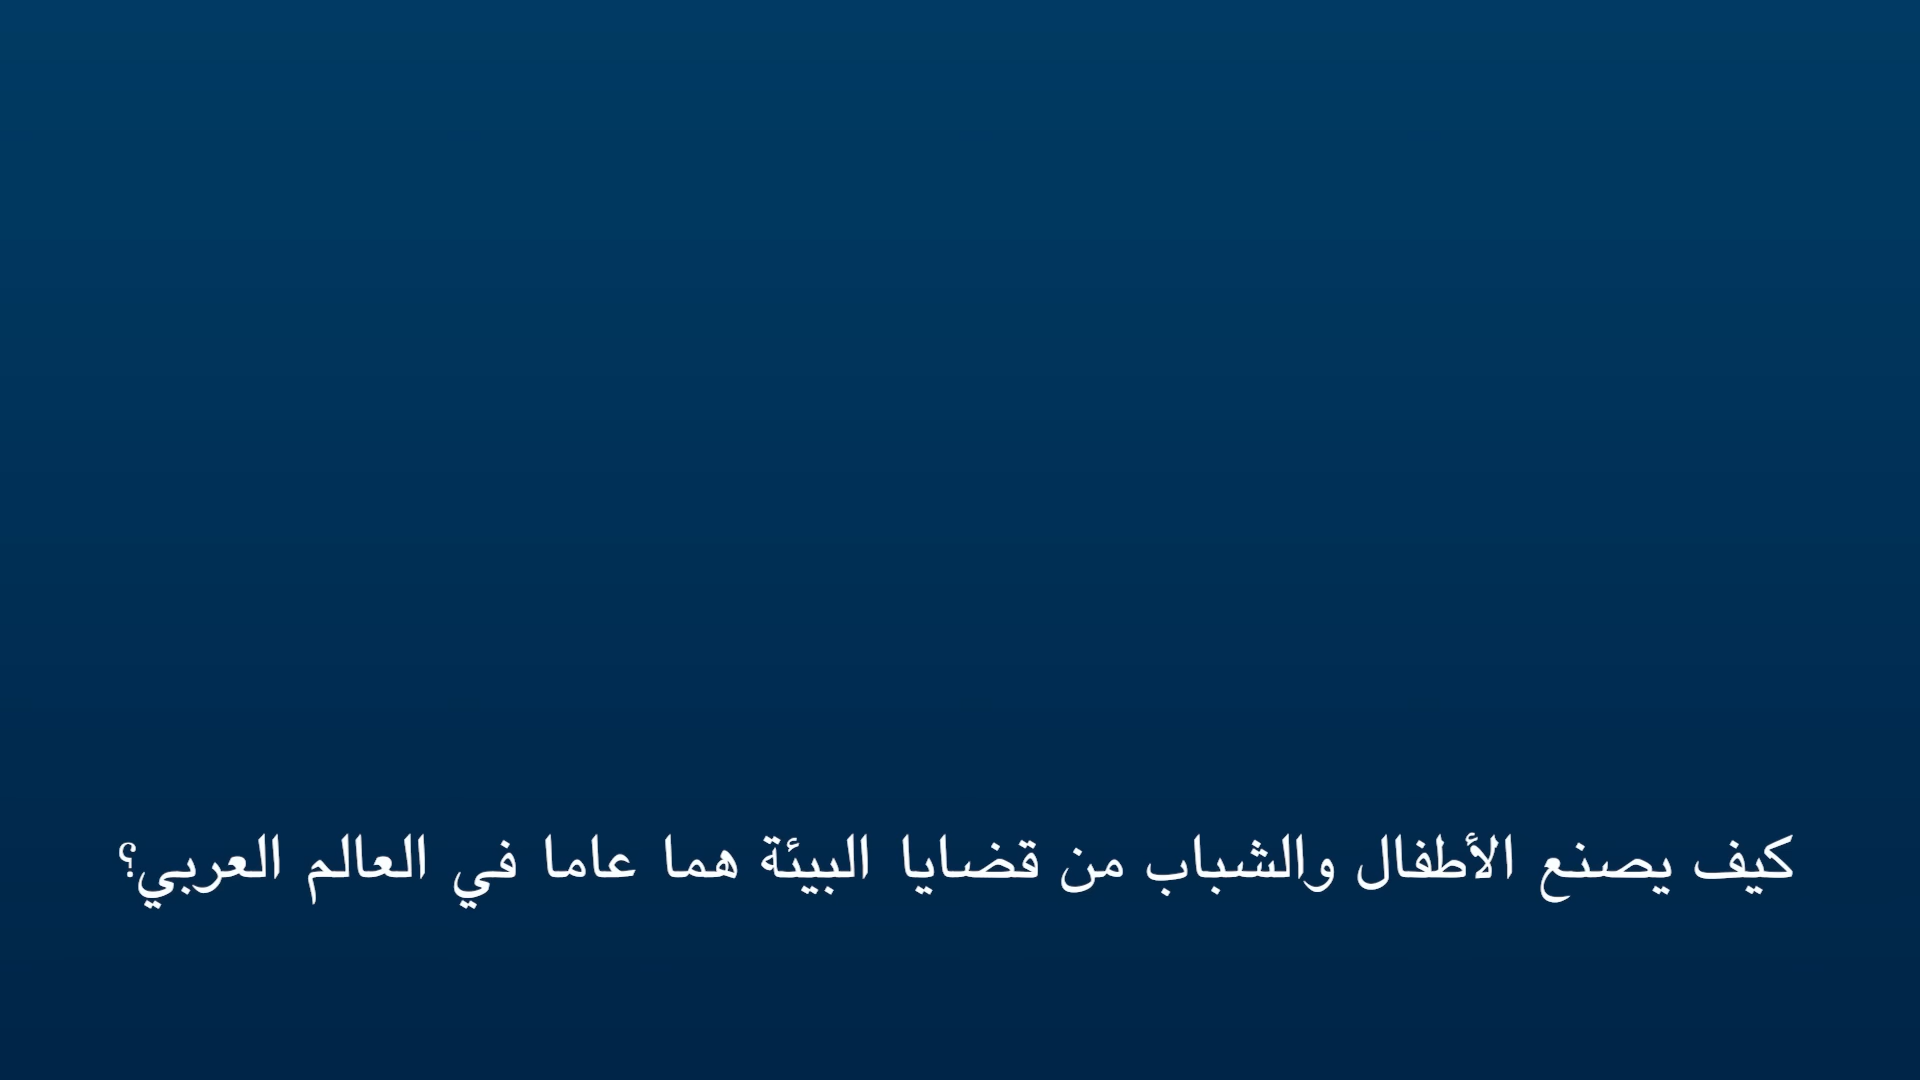 كيف يصنع الأطفال والشباب من قضايا البيئة هما عاما في العالم العربي؟